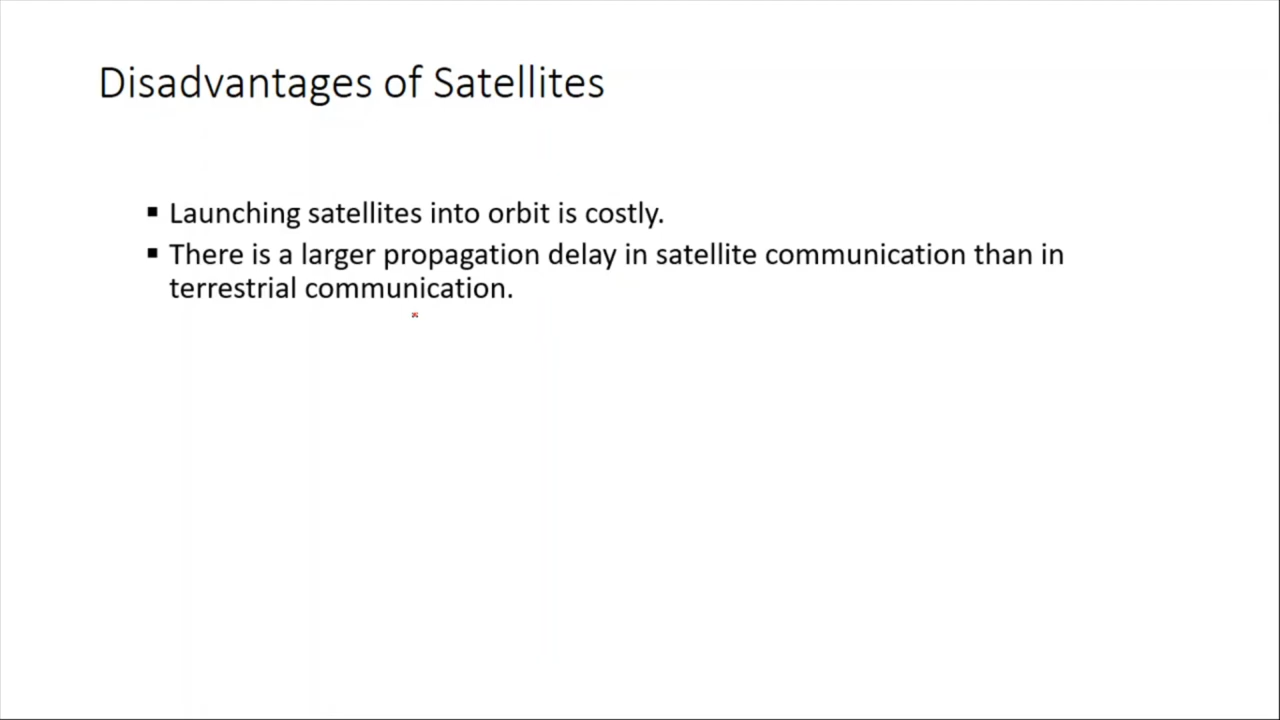 Disadvantages of Satellites
▪ Launching satellites into orbit is costly.
▪ There is a larger propagation delay in satellite communication than in
terrestrial communication.